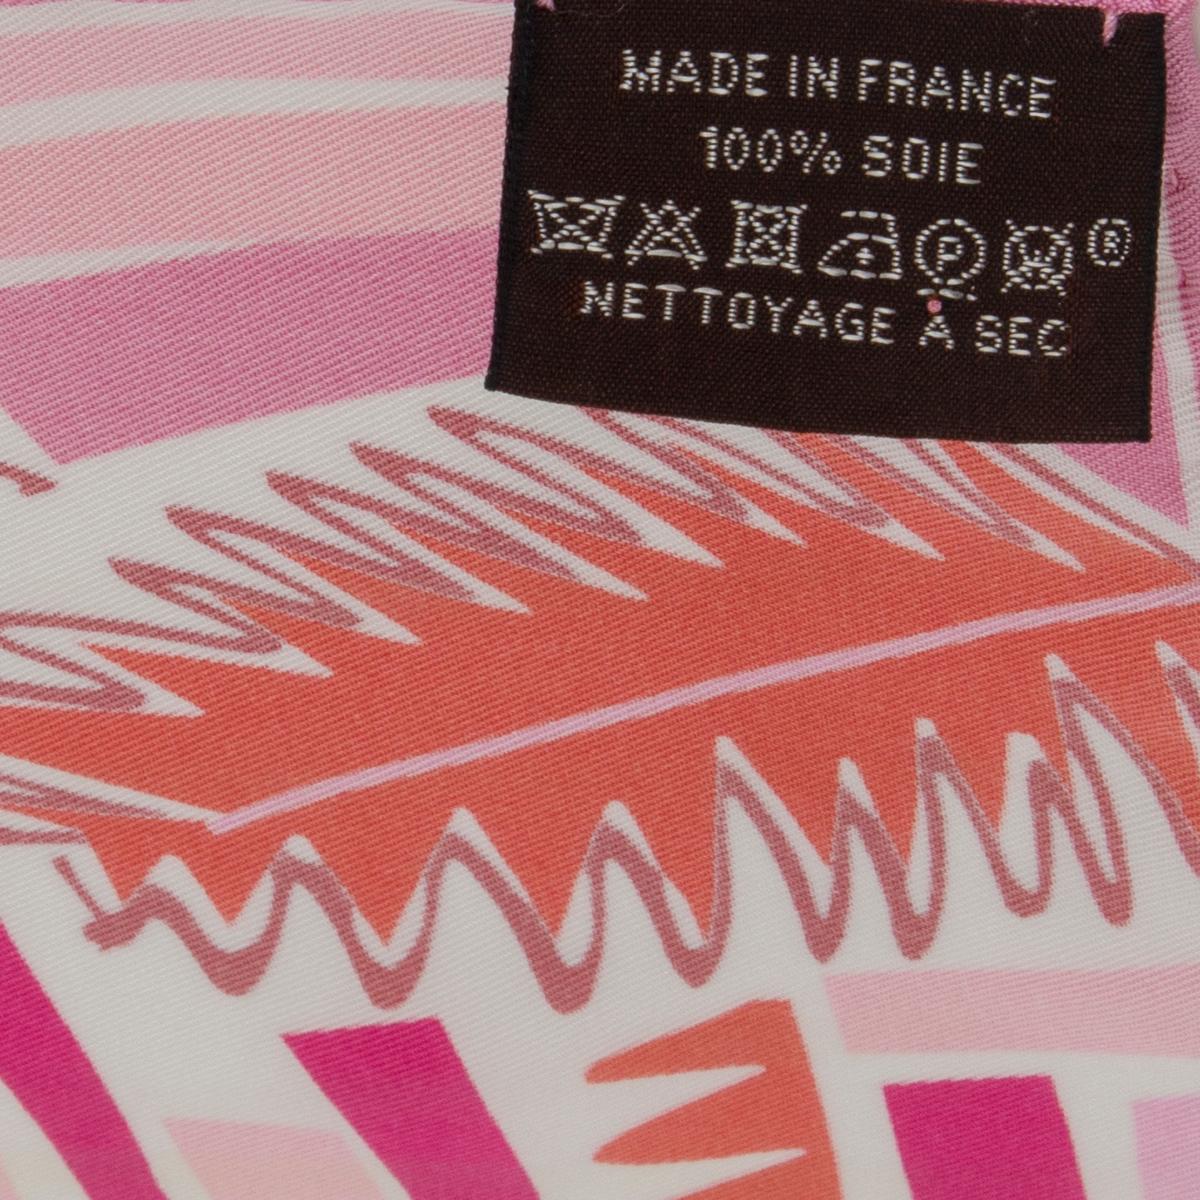 MADE IN FRANCE
100% SOIE
P W ®
NETTOYAGE À SEC